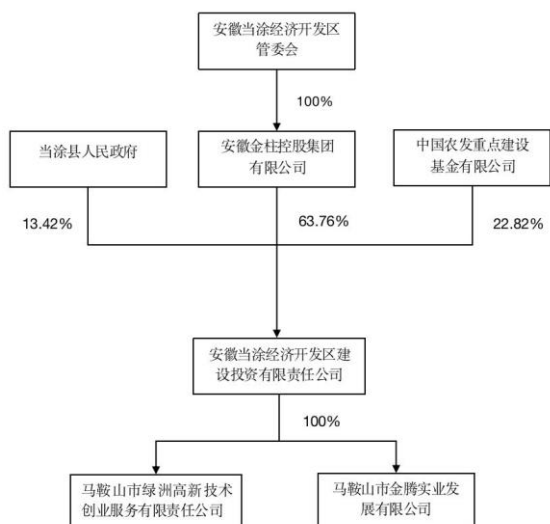 安徽当涂经济开发区
管委会
100%
当涂县人民政府
安徽金柱控股集团
有限公司
中国农发重点建设
基金有限公司
13.42%
63.76%
22.82%
安徽当涂经济开发区建
设投资有限责任公司
100%
马鞍山市绿洲高新技术
创业服务有限责任公司
马鞍山市金腾实业发
展有限公司